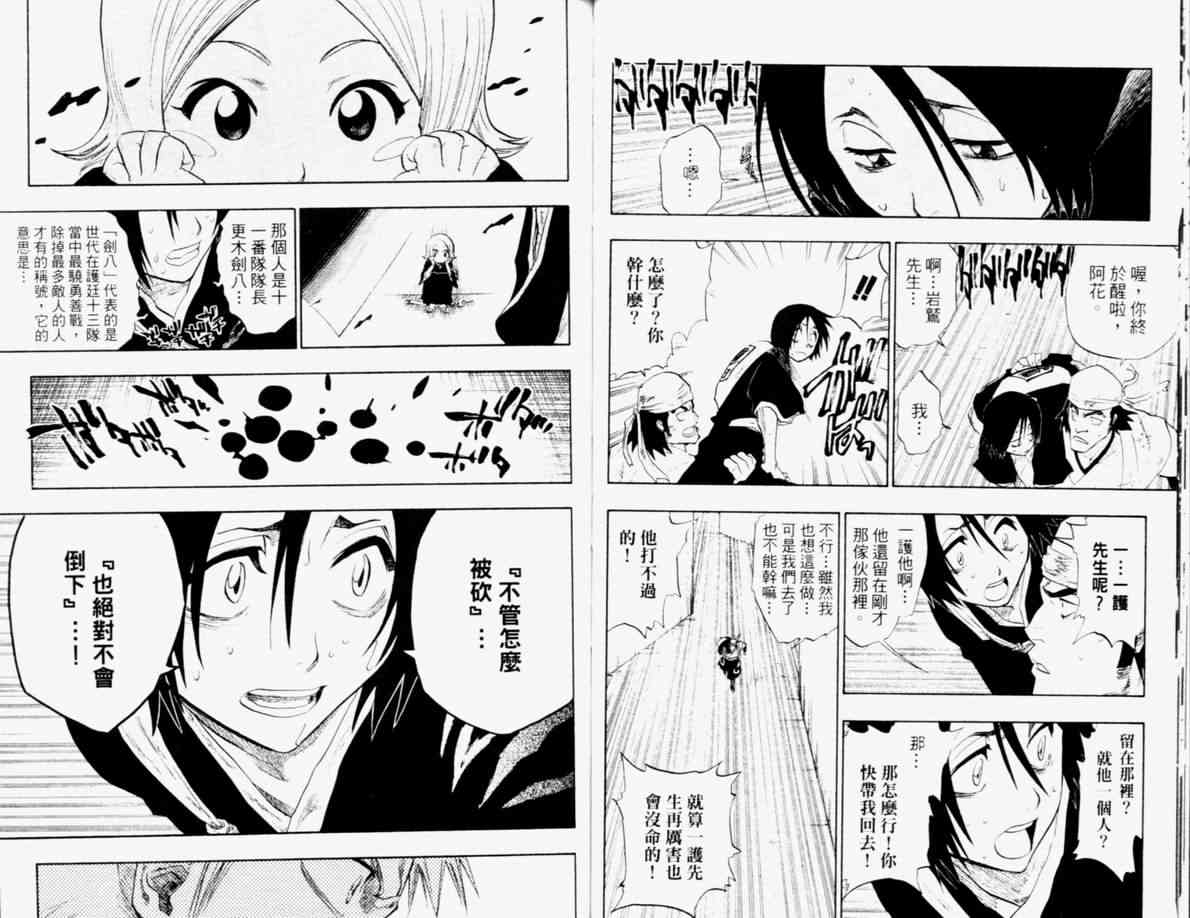 …嗯…
喔，你終
於醒啦，
阿花。
我…
啊…岩鷲
先生…
!!
怎麼了？你
幹什麼？
一…一護
先生呢？
一護他啊…
他還留在剛才
那傢伙那裡。
留在那裡？
就他一個人？
那…
那怎麼行！你
快帶我回去！
不行…雖然我
也想這麼做…
可是我們去了
也不能幹嘛…
他打不過
的！
就算一護先
生再厲害也
會沒命的！
那個人是十
一番隊隊長
更木劍八…
「劍八」代表的是
世代在護廷十三隊
當中最驍勇善戰，
除掉最多敵人的人
才有的稱號，它的
意思是…
『不管怎麼
被砍』…
『也絕對不會
倒下』…！